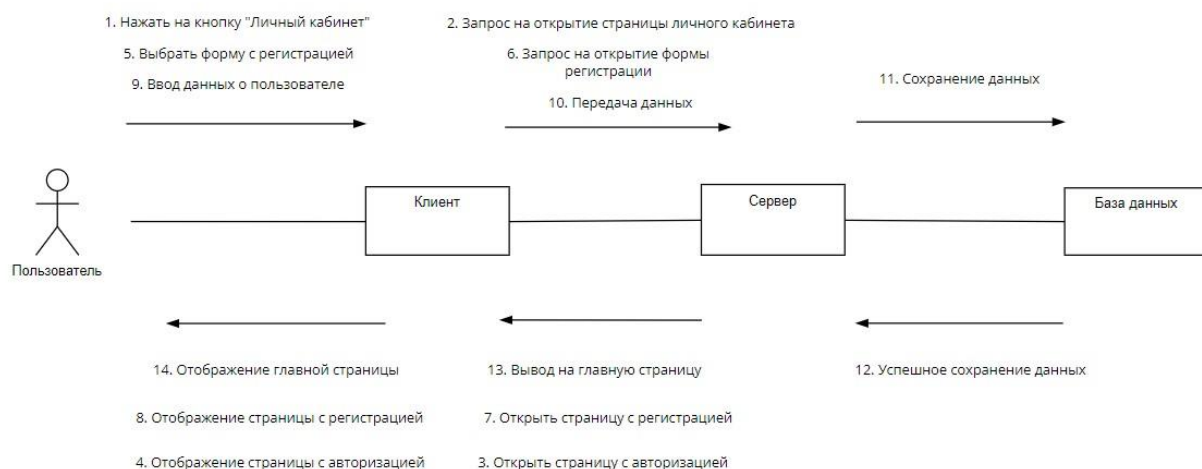 1. Нажать на кнопку "Личный кабинет"
2. Запрос на открытие страницы личного кабинета
5. Выбрать форму с регистрацией
6. Запрос на открытие формы
регистрации
9. Ввод данных о пользователе
10. Передача данных
11. Сохранение данных
Клиент
Сервер
База данных
Пользователь
14. Отображение главной страницы
13. Вывод на главную страницу
12. Успешное сохранение данных
8. Отображение страницы с регистрацией
7. Открыть страницу с регистрацией
4. Отображение страницы с авторизацией
3. Открыть страницу с авторизацией